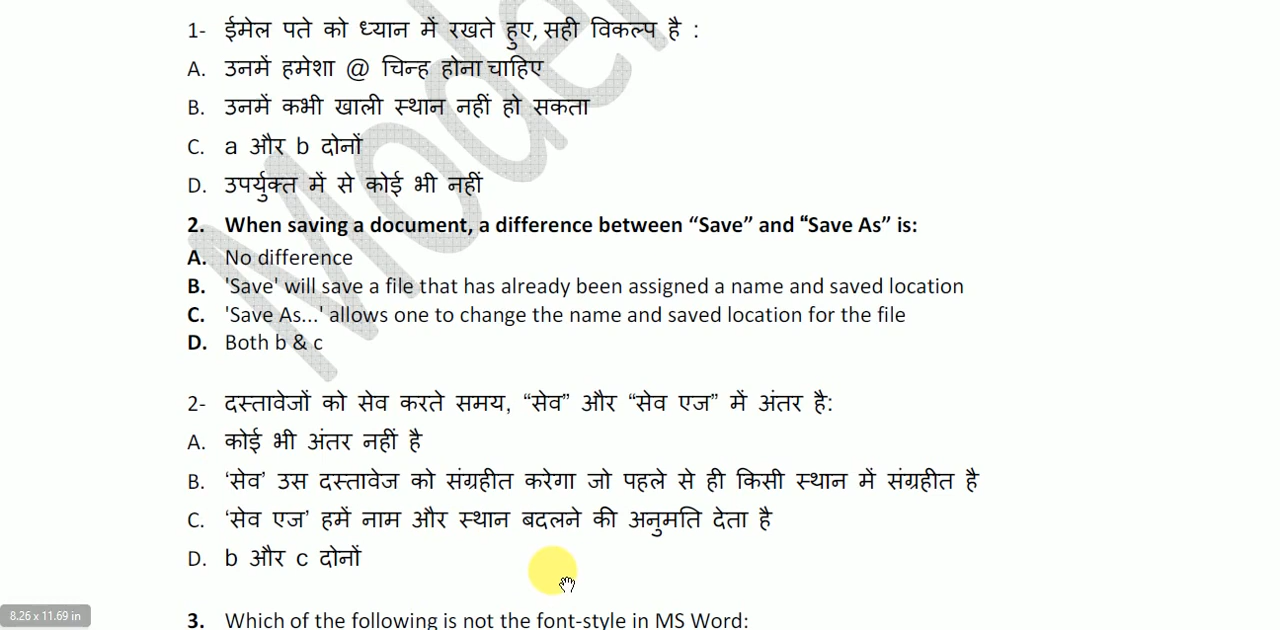 1- ईमेल पते को ध्यान में रखते हुए, सही विकल्प है :
A. उनमें हमेशा @ चिन्ह होना चाहिए
B. उनमें कभी खाली स्थान नहीं हो सकता
C. a और b दोनों
D. उपर्युक्त में से कोई भी नहीं
2. When saving a document, a difference between “Save” and “Save As” is:
A. No difference
B. 'Save' will save a file that has already been assigned a name and saved location
C. 'Save As...' allows one to change the name and saved location for the file
D. Both b & c
2- दस्तावेजों को सेव करते समय, “सेव” और “सेव एज” में अंतर है:
A. कोई भी अंतर नहीं है
B. ‘सेव’ उस दस्तावेज को संग्रहीत करेगा जो पहले से ही किसी स्थान में संग्रहीत है
C. ‘सेव एज’ हमें नाम और स्थान बदलने की अनुमति देता है
D. b और c दोनों
3. Which of the following is not the font-style in MS Word:
8.26 x 11.69 in
Model